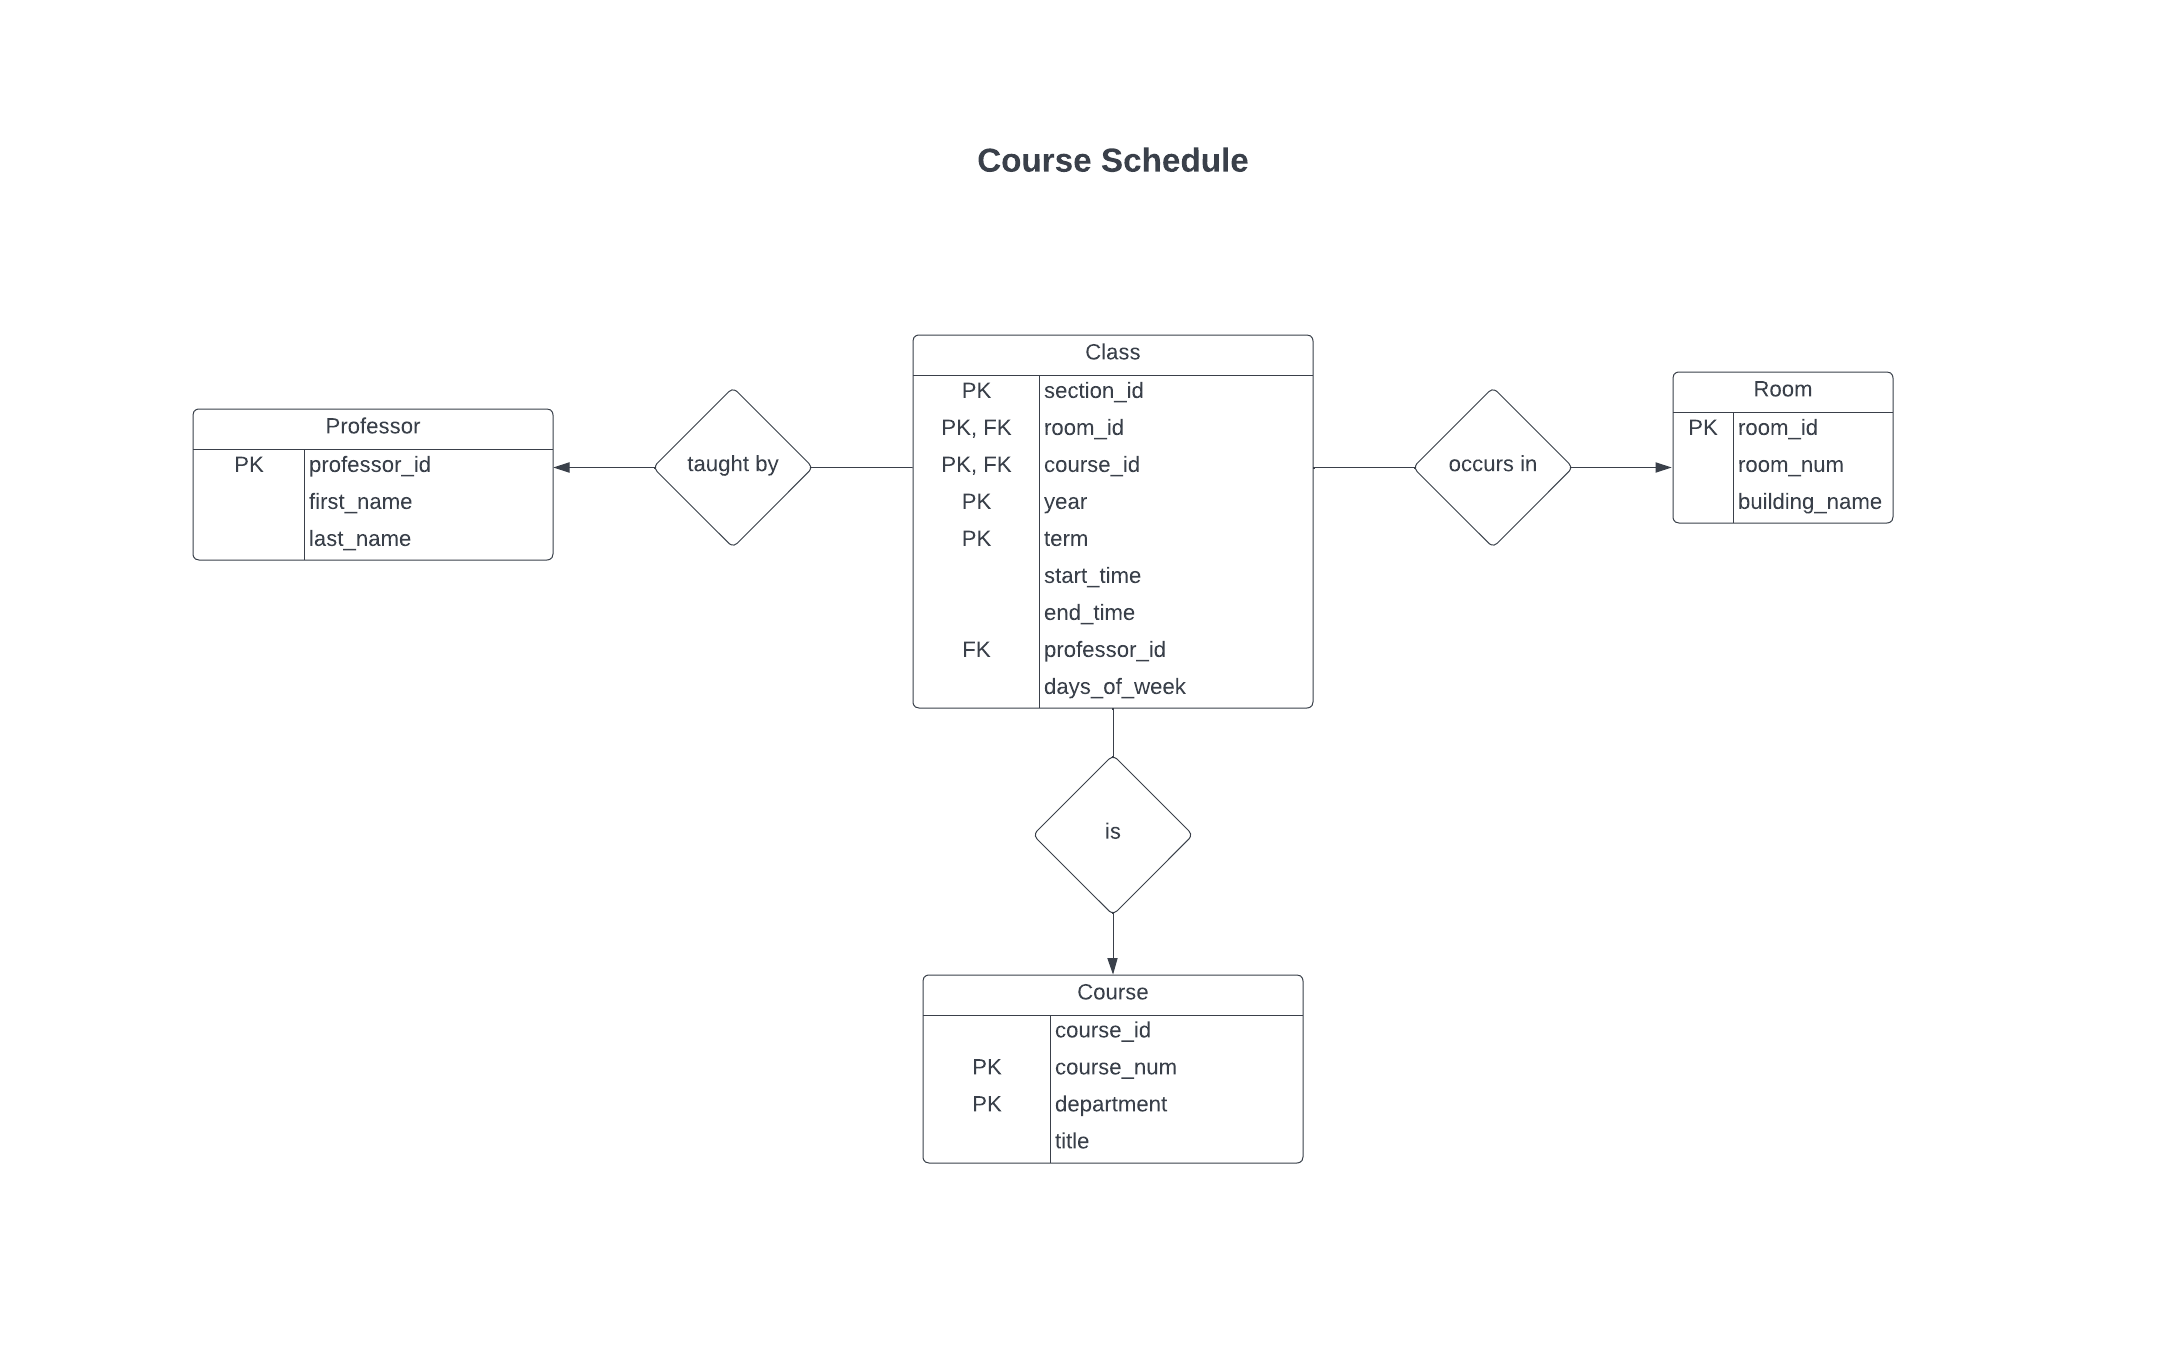 Course Schedule
Professor
PK professor_id
first_name
last_name
taught by
Class
PK section_id
PK, FK room_id
PK, FK course_id
PK year
PK term
start_time
end_time
FK professor_id
days_of_week
occurs in
Room
PK room_id
room_num
building_name
is
Course
course_id
PK course_num
PK department
title